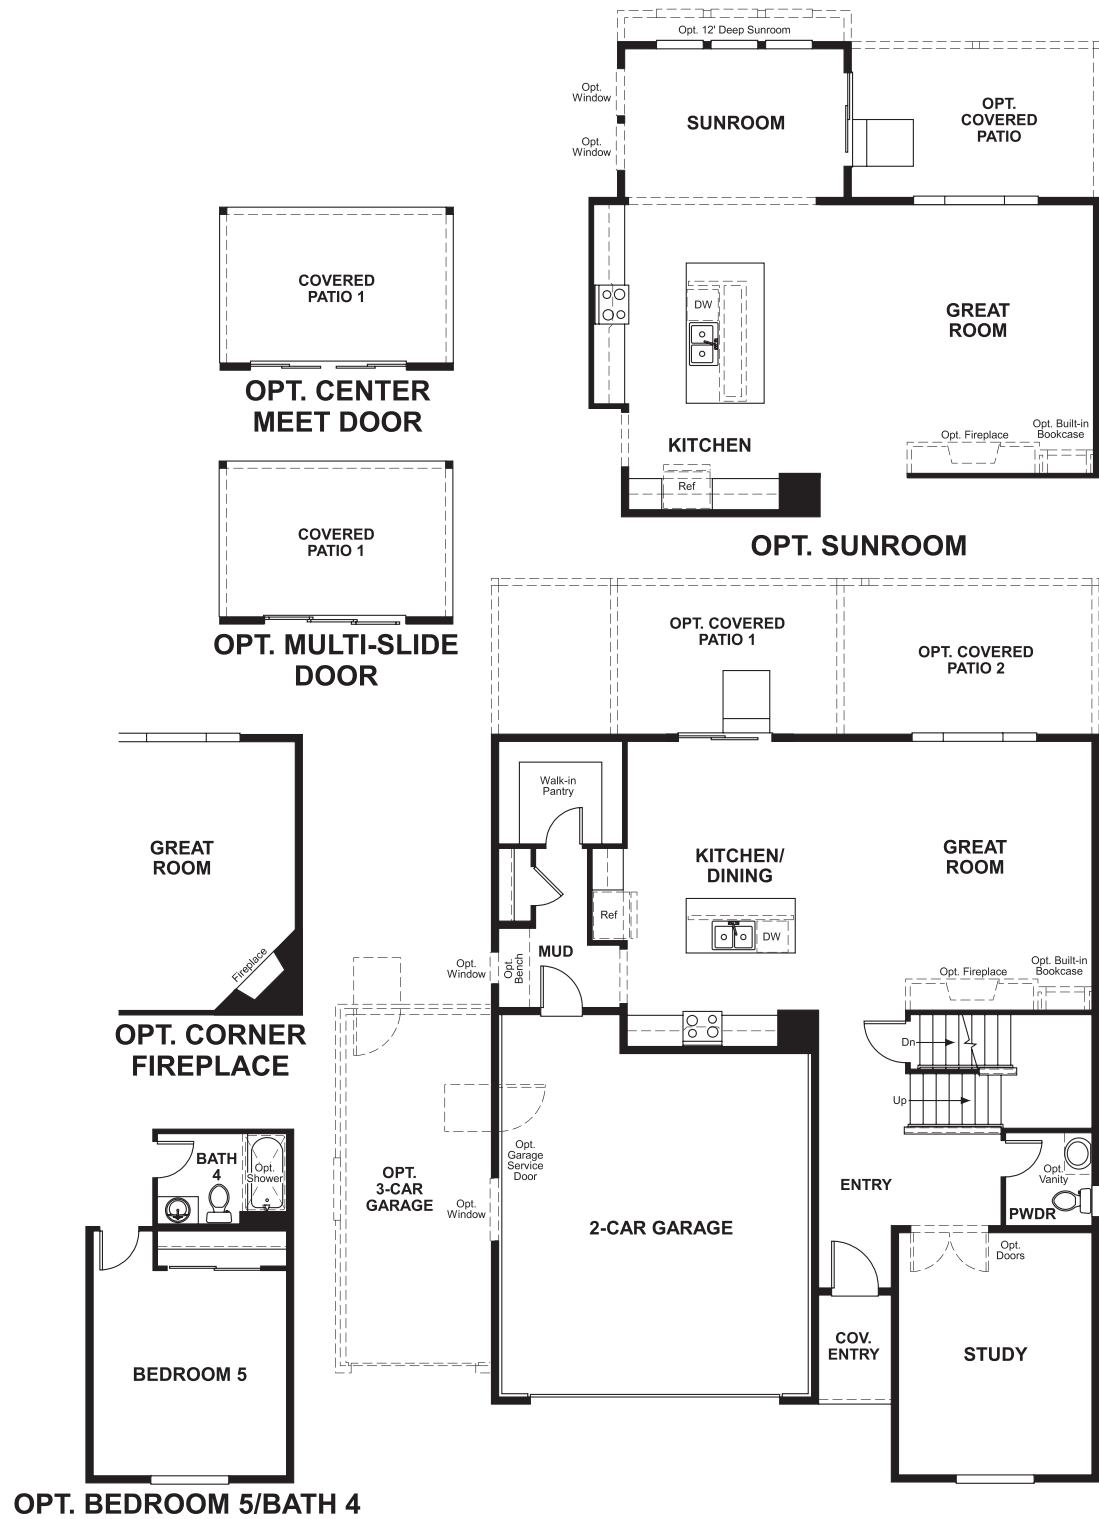 Opt. 12' Deep Sunroom
Opt.
Window
Opt.
Window
SUNROOM
OPT.
COVERED
PATIO
DW
GREAT
ROOM
KITCHEN
Opt. Fireplace
Opt. Built-in
Bookcase
Ref
OPT. SUNROOM
COVERED
PATIO 1
OPT. CENTER
MEET DOOR
COVERED
PATIO 1
OPT. MULTI-SLIDE
DOOR
GREAT
ROOM
Fireplace
OPT. CORNER
FIREPLACE
OPT. COVERED
PATIO 1
OPT. COVERED
PATIO 2
Walk-in
Pantry
KITCHEN/
DINING
GREAT
ROOM
Ref
DW
MUD
Opt.
Window
Opt.
Bench
Opt. Fireplace
Opt. Built-in
Bookcase
Dn
Up
Opt.
Garage
Service
Door
OPT.
3-CAR
GARAGE
Opt.
Window
2-CAR GARAGE
ENTRY
Opt.
Vanity
PWDR
Opt.
Doors
COV.
ENTRY
STUDY
BATH
4
Opt.
Shower
BEDROOM 5
OPT. BEDROOM 5/BATH 4